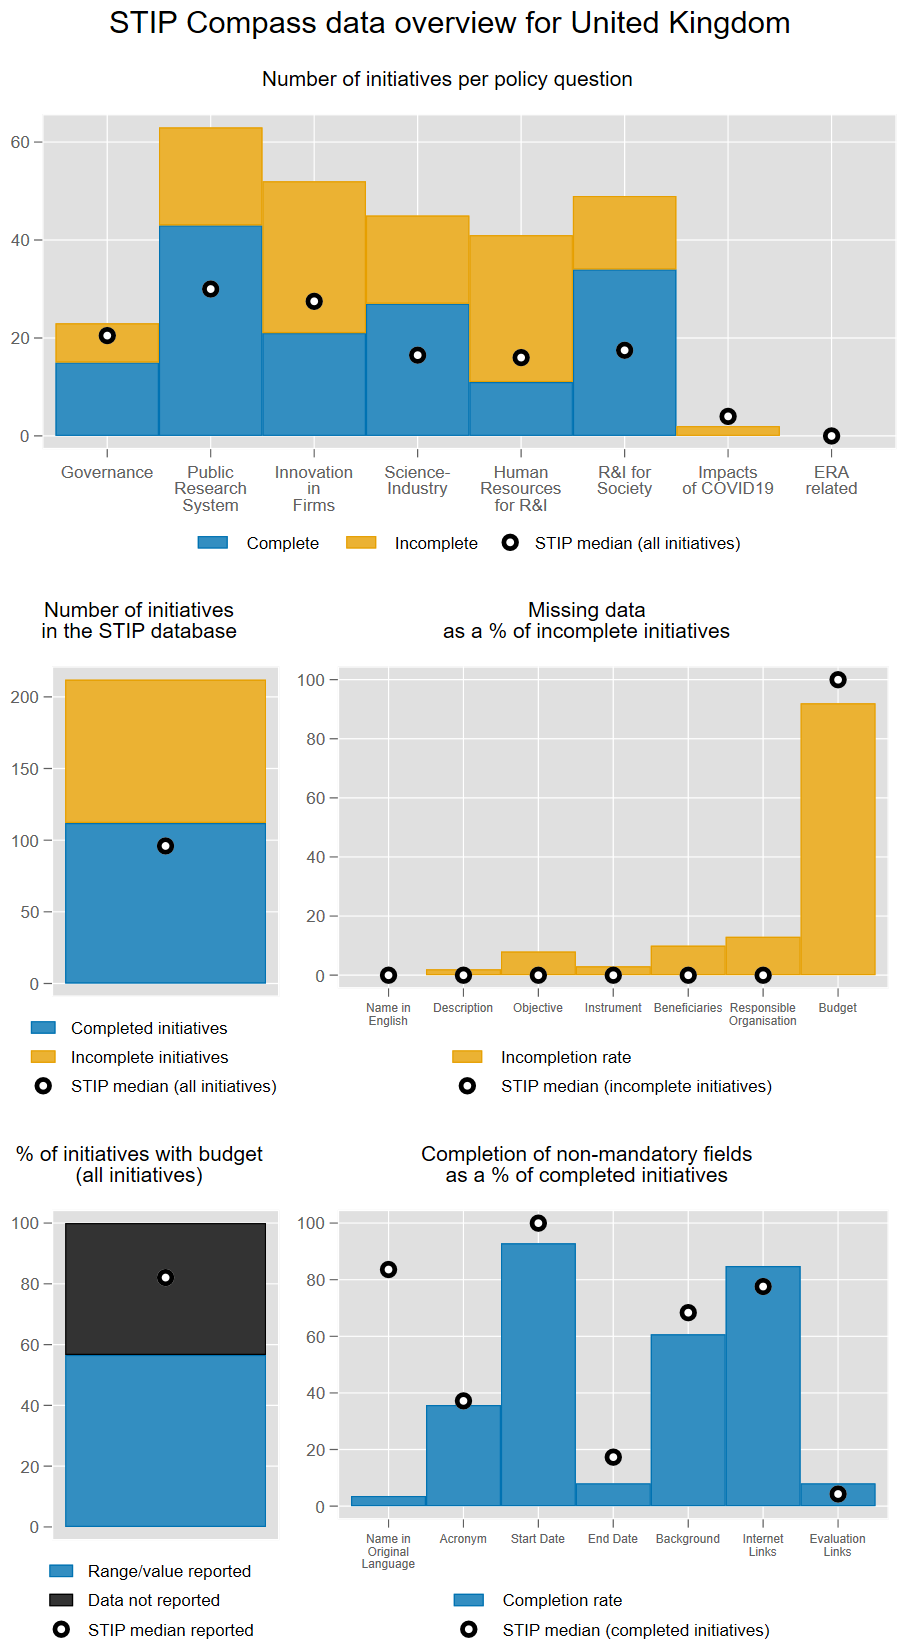 STIP Compass data overview for United Kingdom
Number of initiatives per policy question
60
40
20
0
Governance
Public
Research
System
Innovation
in
Firms
Science-
Industry
Human
Resources
for R&I
R&I for
Society
Impacts
of COVID19
ERA
related
Complete
Incomplete
STIP median (all initiatives)
Number of initiatives
in the STIP database
200
150
100
50
0
Completed initiatives
Incomplete initiatives
STIP median (all initiatives)
Missing data
as a % of incomplete initiatives
100
80
60
40
20
0
Name in
English
Description
Objective
Instrument
Beneficiaries
Responsible
Organisation
Budget
Incompletion rate
STIP median (incomplete initiatives)
% of initiatives with budget
(all initiatives)
100
80
60
40
20
0
Range/value reported
Data not reported
STIP median reported
Completion of non-mandatory fields
as a % of completed initiatives
100
80
60
40
20
0
Name in
Original
Language
Acronym
Start Date
End Date
Background
Internet
Links
Evaluation
Links
Completion rate
STIP median (completed initiatives)